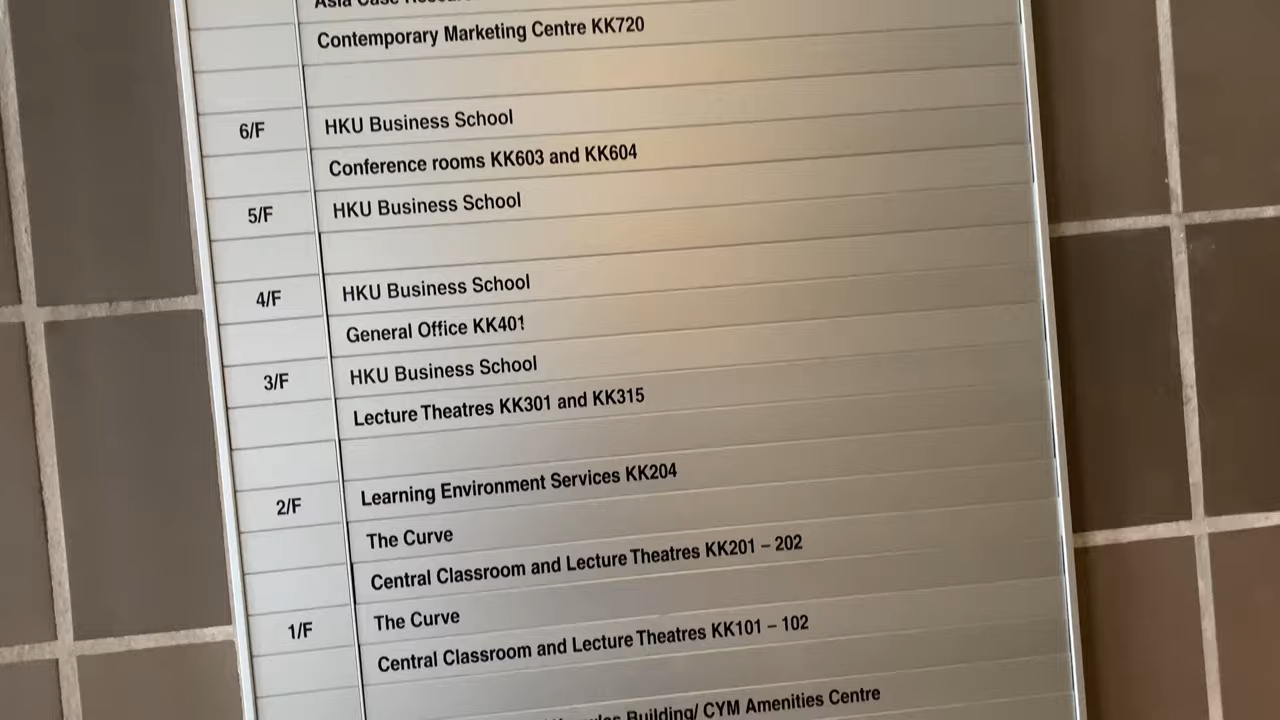 Asia Case
Contemporary Marketing Centre KK720
6/F HKU Business School
Conference rooms KK603 and KK604
5/F HKU Business School
4/F HKU Business School
General Office KK401
3/F HKU Business School
Lecture Theatres KK301 and KK315
2/F Learning Environment Services KK204
The Curve
Central Classroom and Lecture Theatres KK201 – 202
1/F The Curve
Central Classroom and Lecture Theatres KK101 – 102
Building/ CYM Amenities Centre